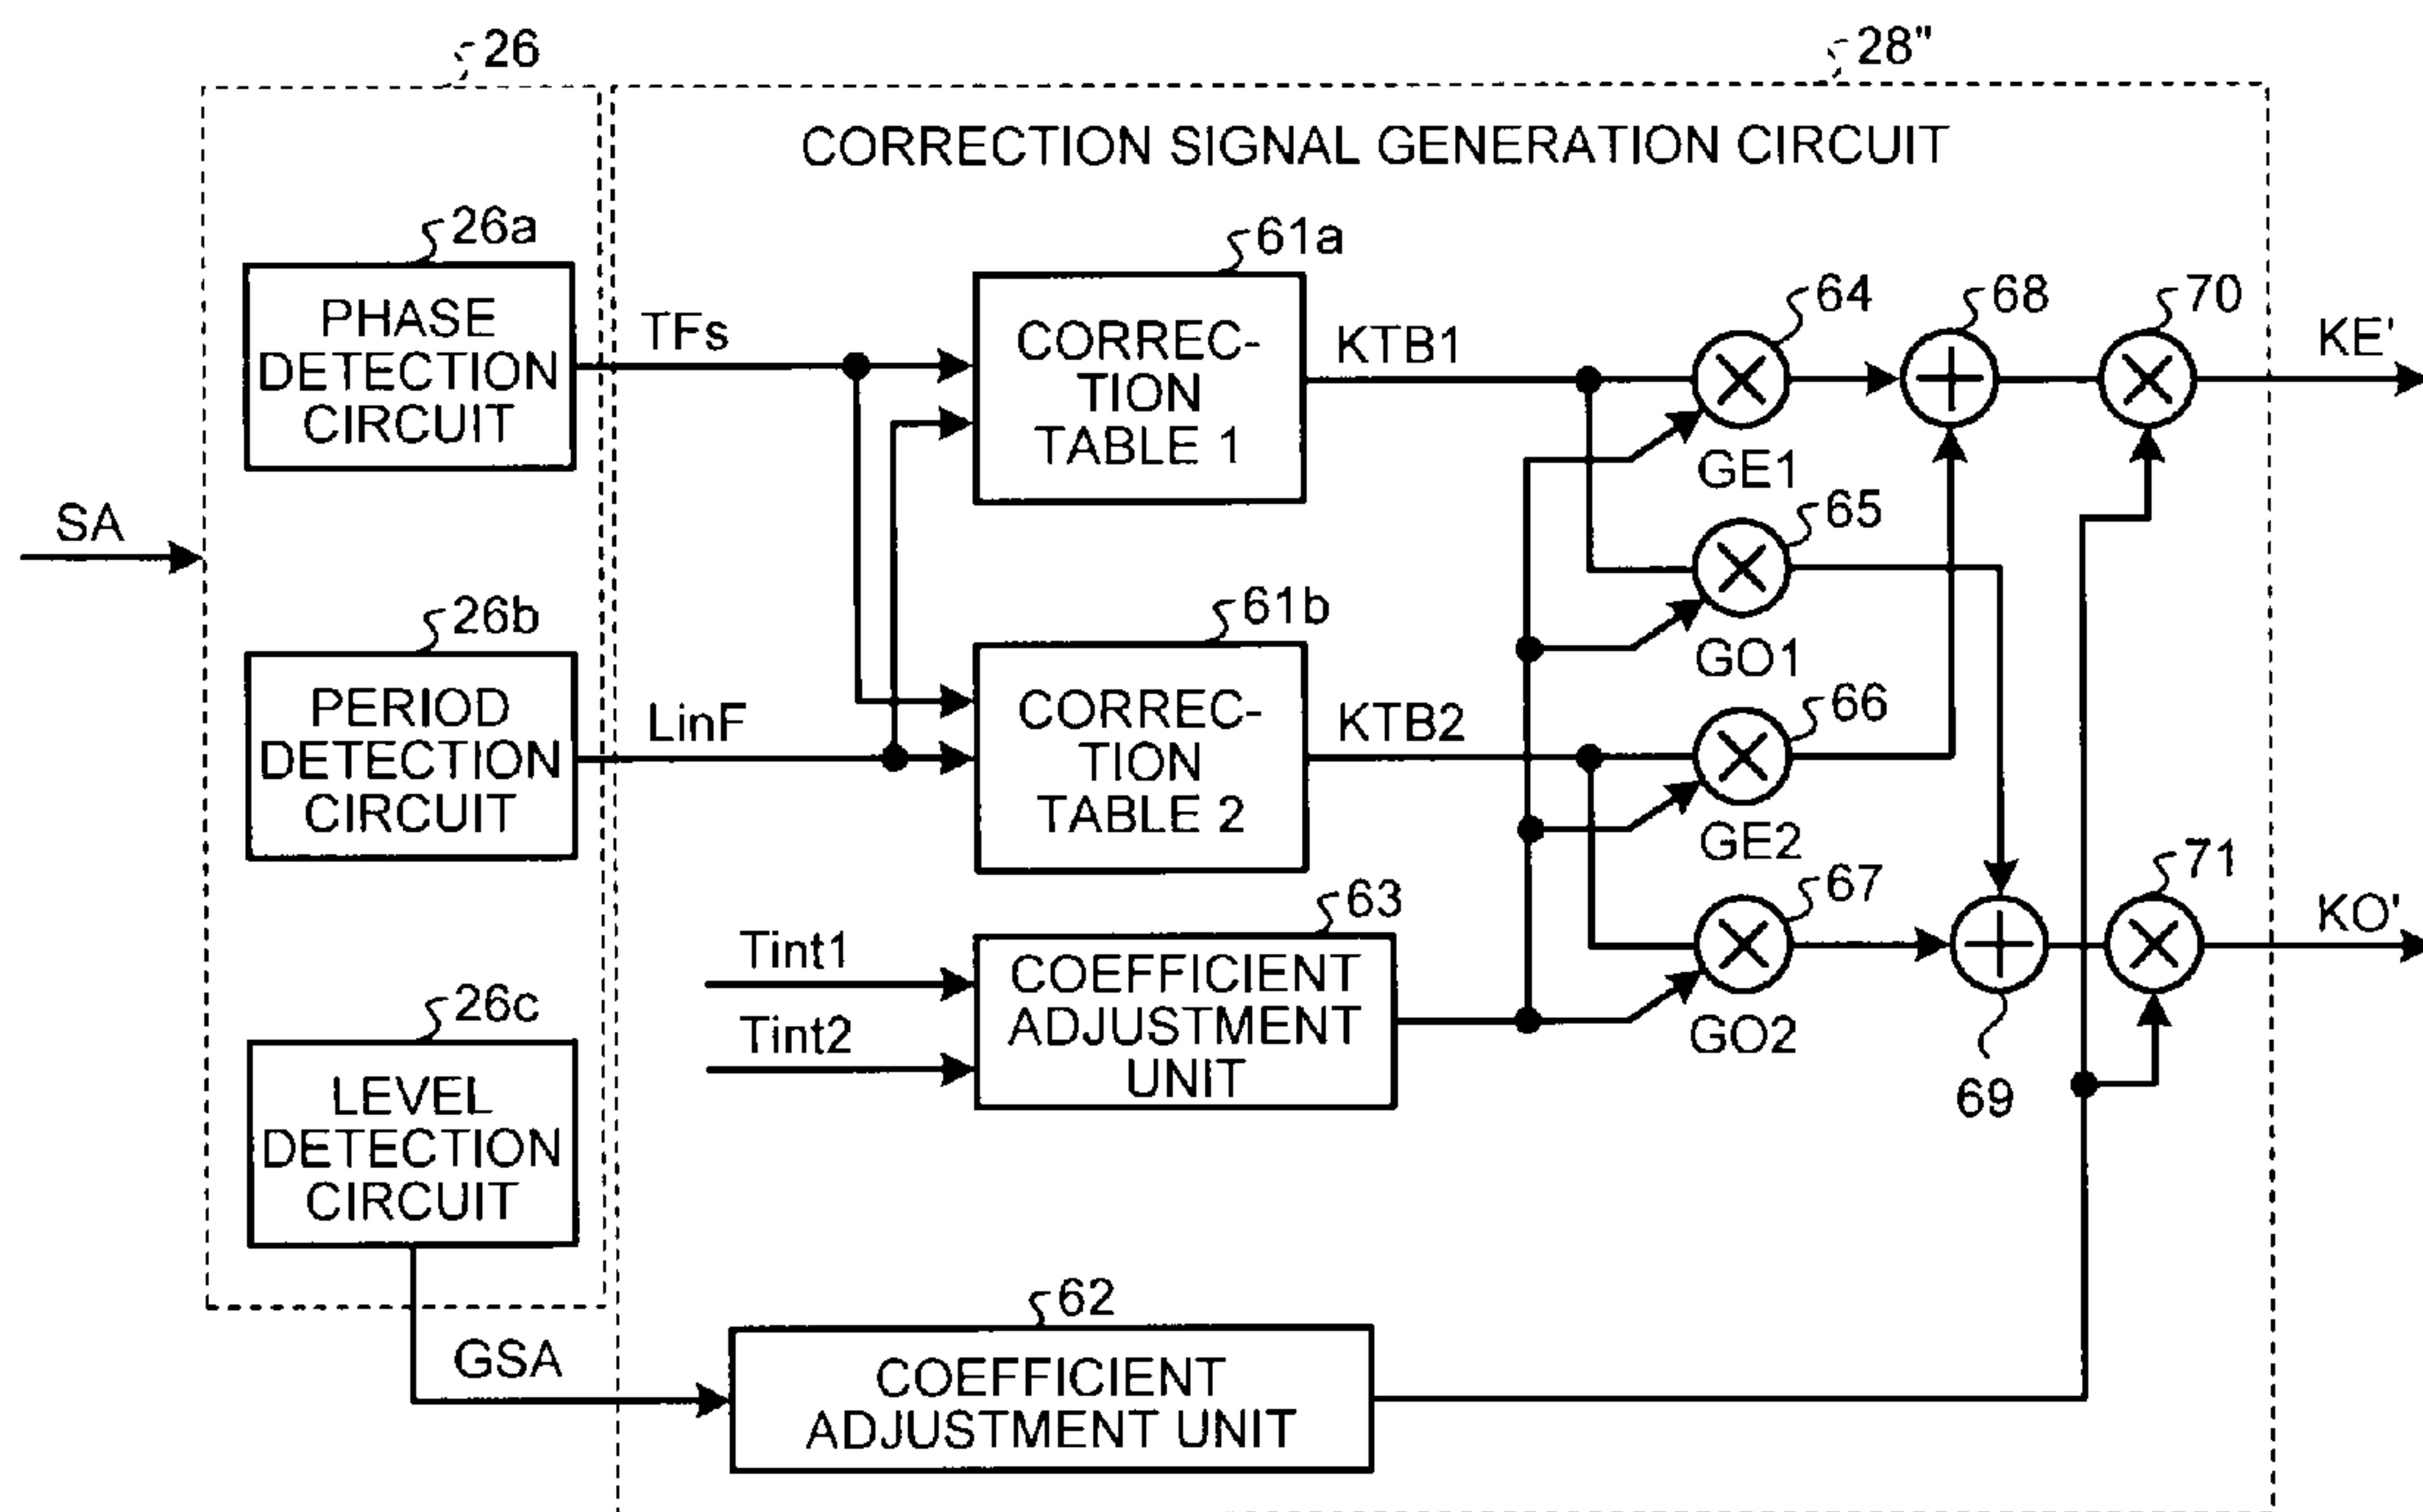 26
28"
CORRECTION SIGNAL GENERATION CIRCUIT
26a
PHASE
DETECTION
CIRCUIT
TFs
61a
CORREC-
TION
TABLE 1
KTB1
64
GE1
68
70
KE'
SA
65
GO1
26b
PERIOD
DETECTION
CIRCUIT
LinF
61b
CORREC-
TION
TABLE 2
KTB2
66
GE2
67
GO2
69
71
KO'
Tint1
Tint2
63
COEFFICIENT
ADJUSTMENT
UNIT
26c
LEVEL
DETECTION
CIRCUIT
GSA
62
COEFFICIENT
ADJUSTMENT UNIT